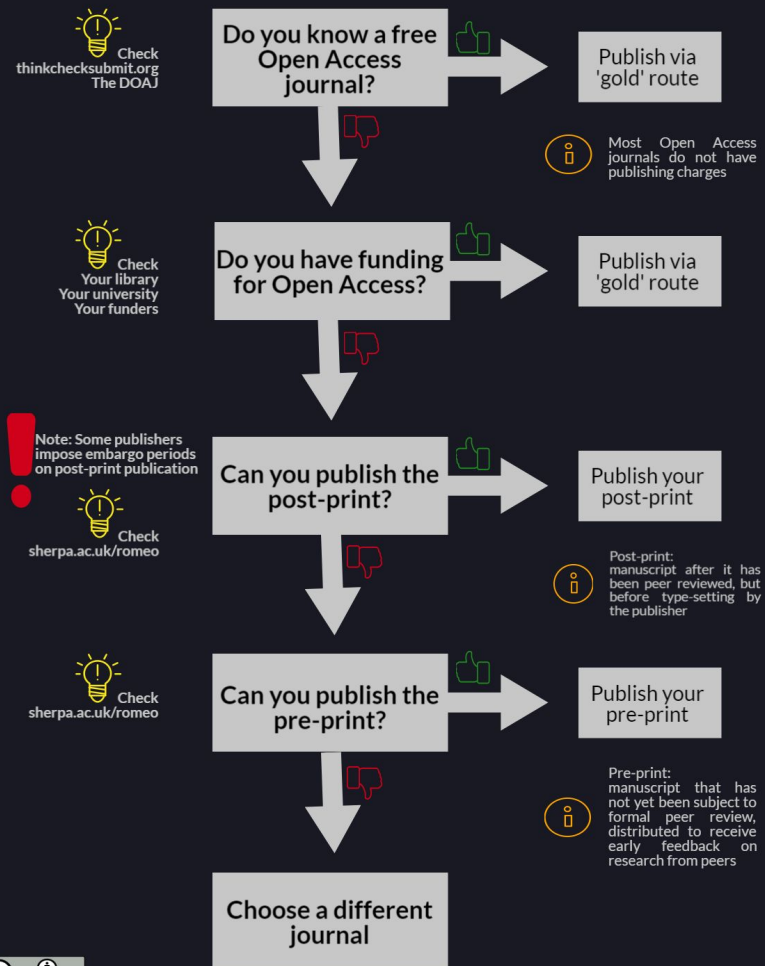 Check
thinkchecksubmit.org
The DOAJ
Do you know a free
Open Access
journal?
Publish via
'gold' route
Most Open Access
journals do not have
publishing charges
Check
Your library
Your university
Your funders
Do you have funding
for Open Access?
Publish via
'gold' route
Note: Some publishers
impose embargo periods
on post-print publication
Check
sherpa.ac.uk/romeo
Can you publish the
post-print?
Publish your
post-print
Post-print:
manuscript after it has
been peer reviewed, but
before type-setting by
the publisher
Check
sherpa.ac.uk/romeo
Can you publish the
pre-print?
Publish your
pre-print
Pre-print:
manuscript that has
not yet been subject to
formal peer review,
distributed to receive
early feedback on
research from peers
Choose a different
journal